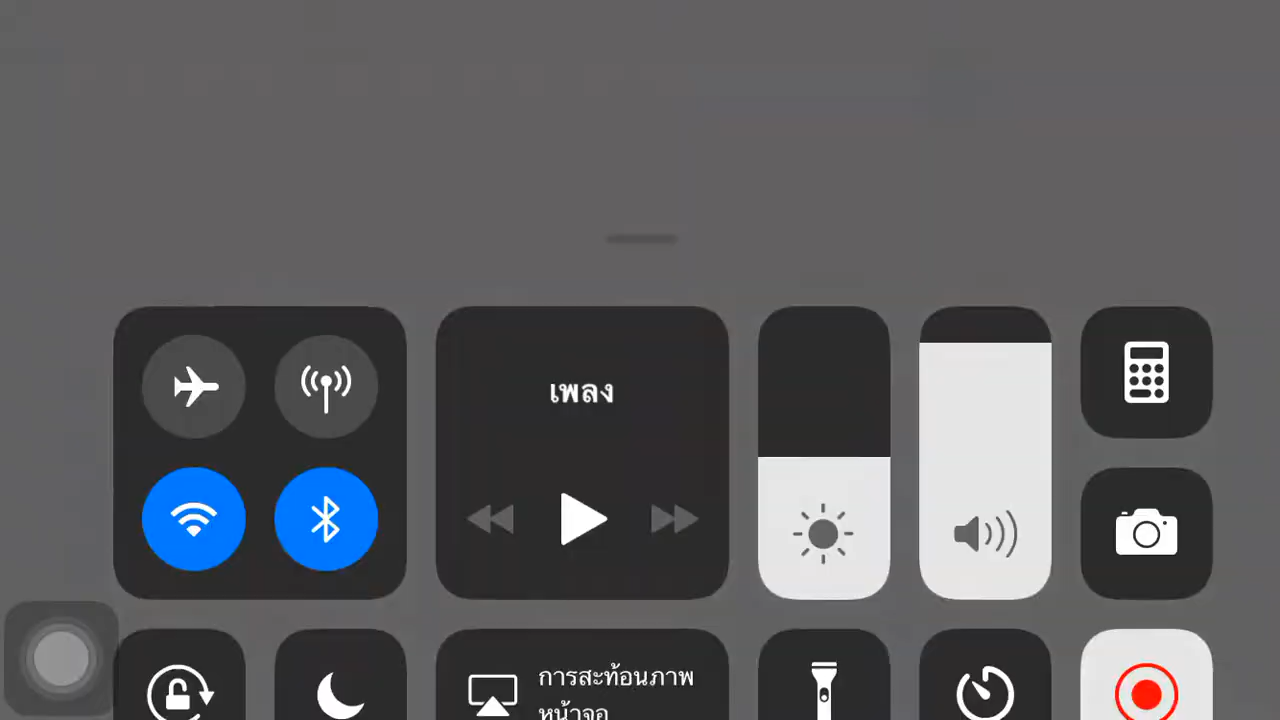 เพลง
การสะท้อนภาพ
หน้าจอ